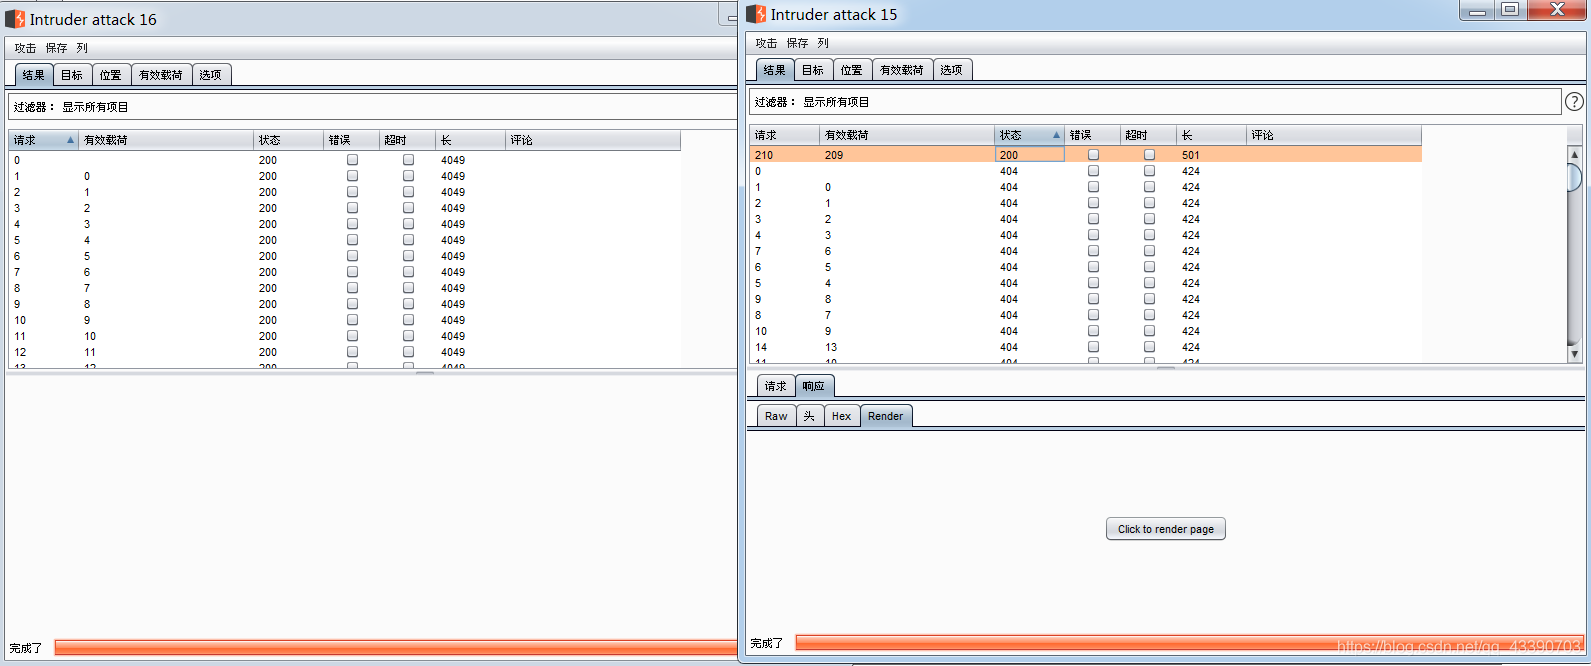 Intruder attack 16
攻击 保存 列
结果 目标 位置 有效载荷 选项
过滤器： 显示所有项目
请求 有效载荷 状态 错误 超时 长 评论
0 200 4049
1 0 200 4049
2 1 200 4049
3 2 200 4049
4 3 200 4049
5 4 200 4049
6 5 200 4049
7 6 200 4049
8 7 200 4049
9 8 200 4049
10 9 200 4049
11 10 200 4049
12 11 200 4049
13 12 200 4049
完成了
Intruder attack 15
攻击 保存 列
结果 目标 位置 有效载荷 选项
过滤器： 显示所有项目
?
请求 有效载荷 状态 错误 超时 长 评论
210 209 200 501
0 404 424
1 0 404 424
2 1 404 424
3 2 404 424
4 3 404 424
7 6 404 424
6 5 404 424
5 4 404 424
9 8 404 424
8 7 404 424
10 9 404 424
14 13 404 424
11 10 404 424
请求 响应
Raw 头 Hex Render
Click to render page
完成了
https://blog.csdn.net/qq_43390703